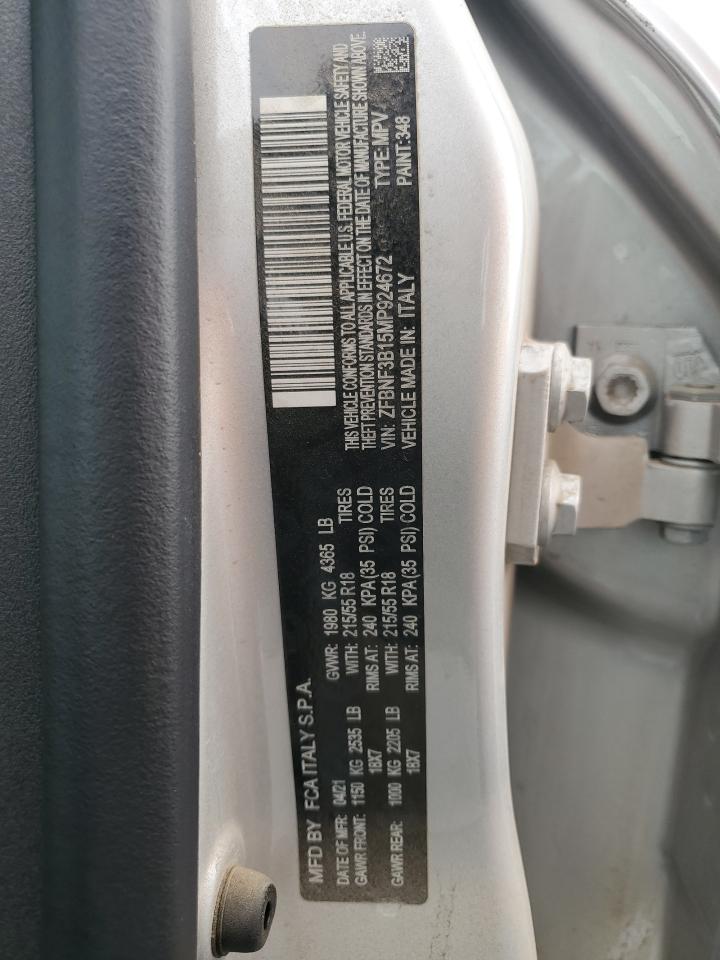 MFD BY FCA ITALY S.P.A.
DATE OF MFR: 04/21 GVWR: 1980 KG 4365 LB
GAWR FRONT: 1150 KG 2535 LB WITH: 215/55 R18 TIRES
18X7 RIMS AT: 240 KPA(35 PSI) COLD
GAWR REAR: 1000 KG 2205 LB WITH: 215/55 R18 TIRES
18X7 RIMS AT: 240 KPA(35 PSI) COLD
THIS VEHICLE CONFORMS TO ALL APPLICABLE U.S. FEDERAL MOTOR VEHICLE SAFETY AND
THEFT PREVENTION STANDARDS IN EFFECT ON THE DATE OF MANUFACTURE SHOWN ABOVE.
VIN: ZFBNF3B15MP924672 TYPE: MPV
VEHICLE MADE IN: ITALY PAINT: 348